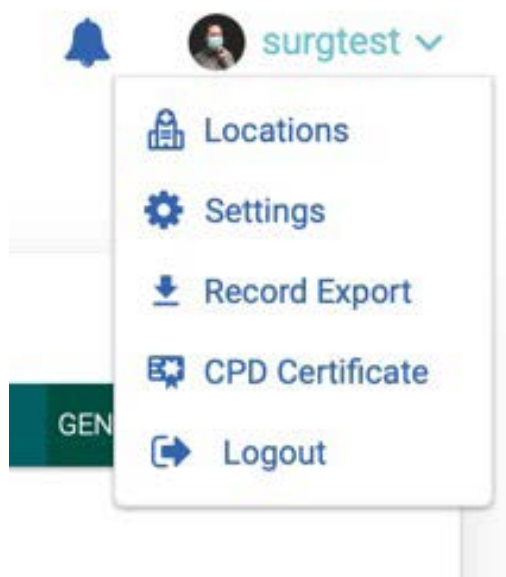 surgtest
Locations
Settings
Record Export
CPD Certificate
GEN
Logout